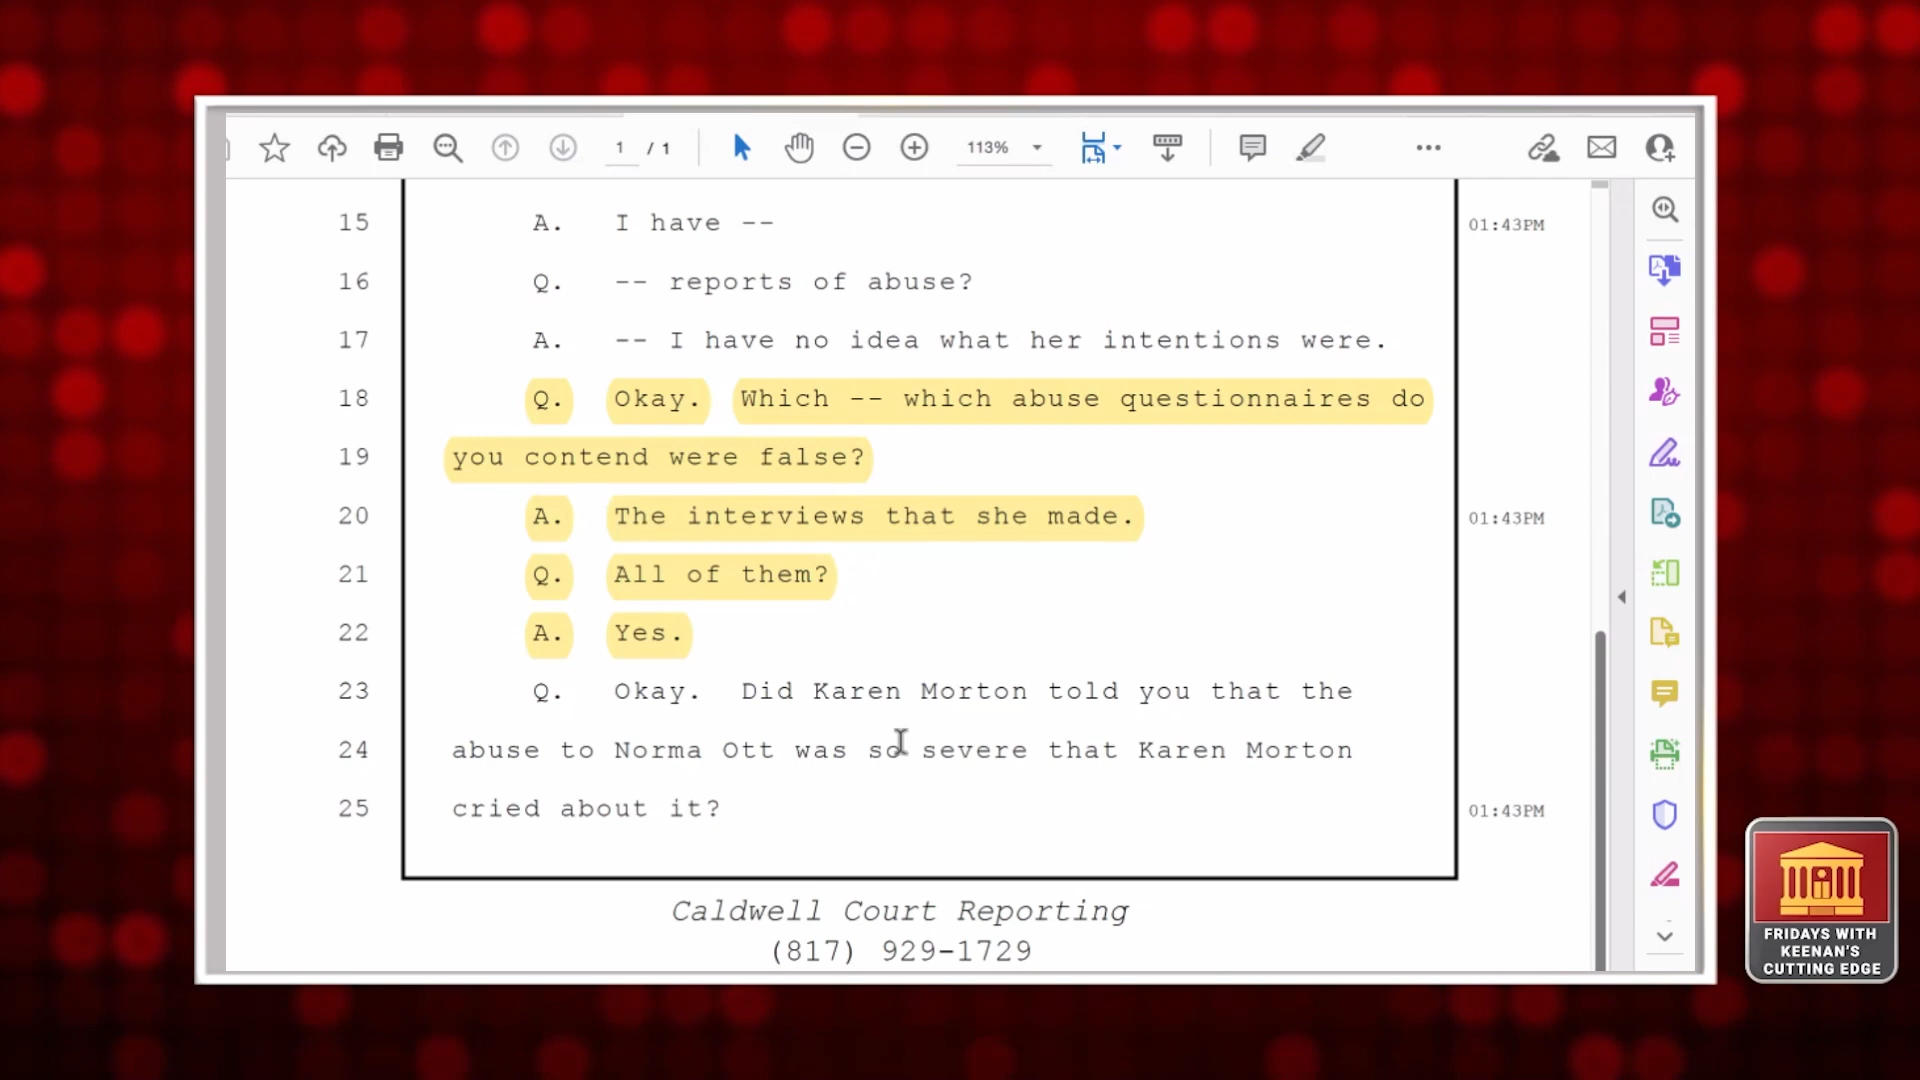 1 / 1 113%
15 A. I have -- 01:43PM
16 Q. -- reports of abuse?
17 A. -- I have no idea what her intentions were.
18 Q. Okay. Which -- which abuse questionnaires do
19 you contend were false?
20 A. The interviews that she made. 01:43PM
21 Q. All of them?
22 A. Yes.
23 Q. Okay. Did Karen Morton told you that the
24 abuse to Norma Ott was so severe that Karen Morton
25 cried about it? 01:43PM
Caldwell Court Reporting
(817) 929-1729
FRIDAYS WITH
KEENAN'S
CUTTING EDGE